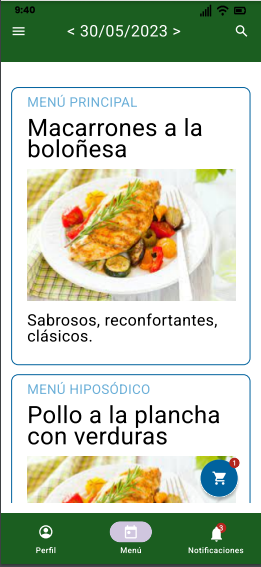 9:40
< 30/05/2023 >
MENÚ PRINCIPAL
Macarrones a la
boloñesa
Sabrosos, reconfortantes,
clásicos.
MENÚ HIPOSÓDICO
Pollo a la plancha
con verduras
1
3
Perfil
Menú
Notificaciones